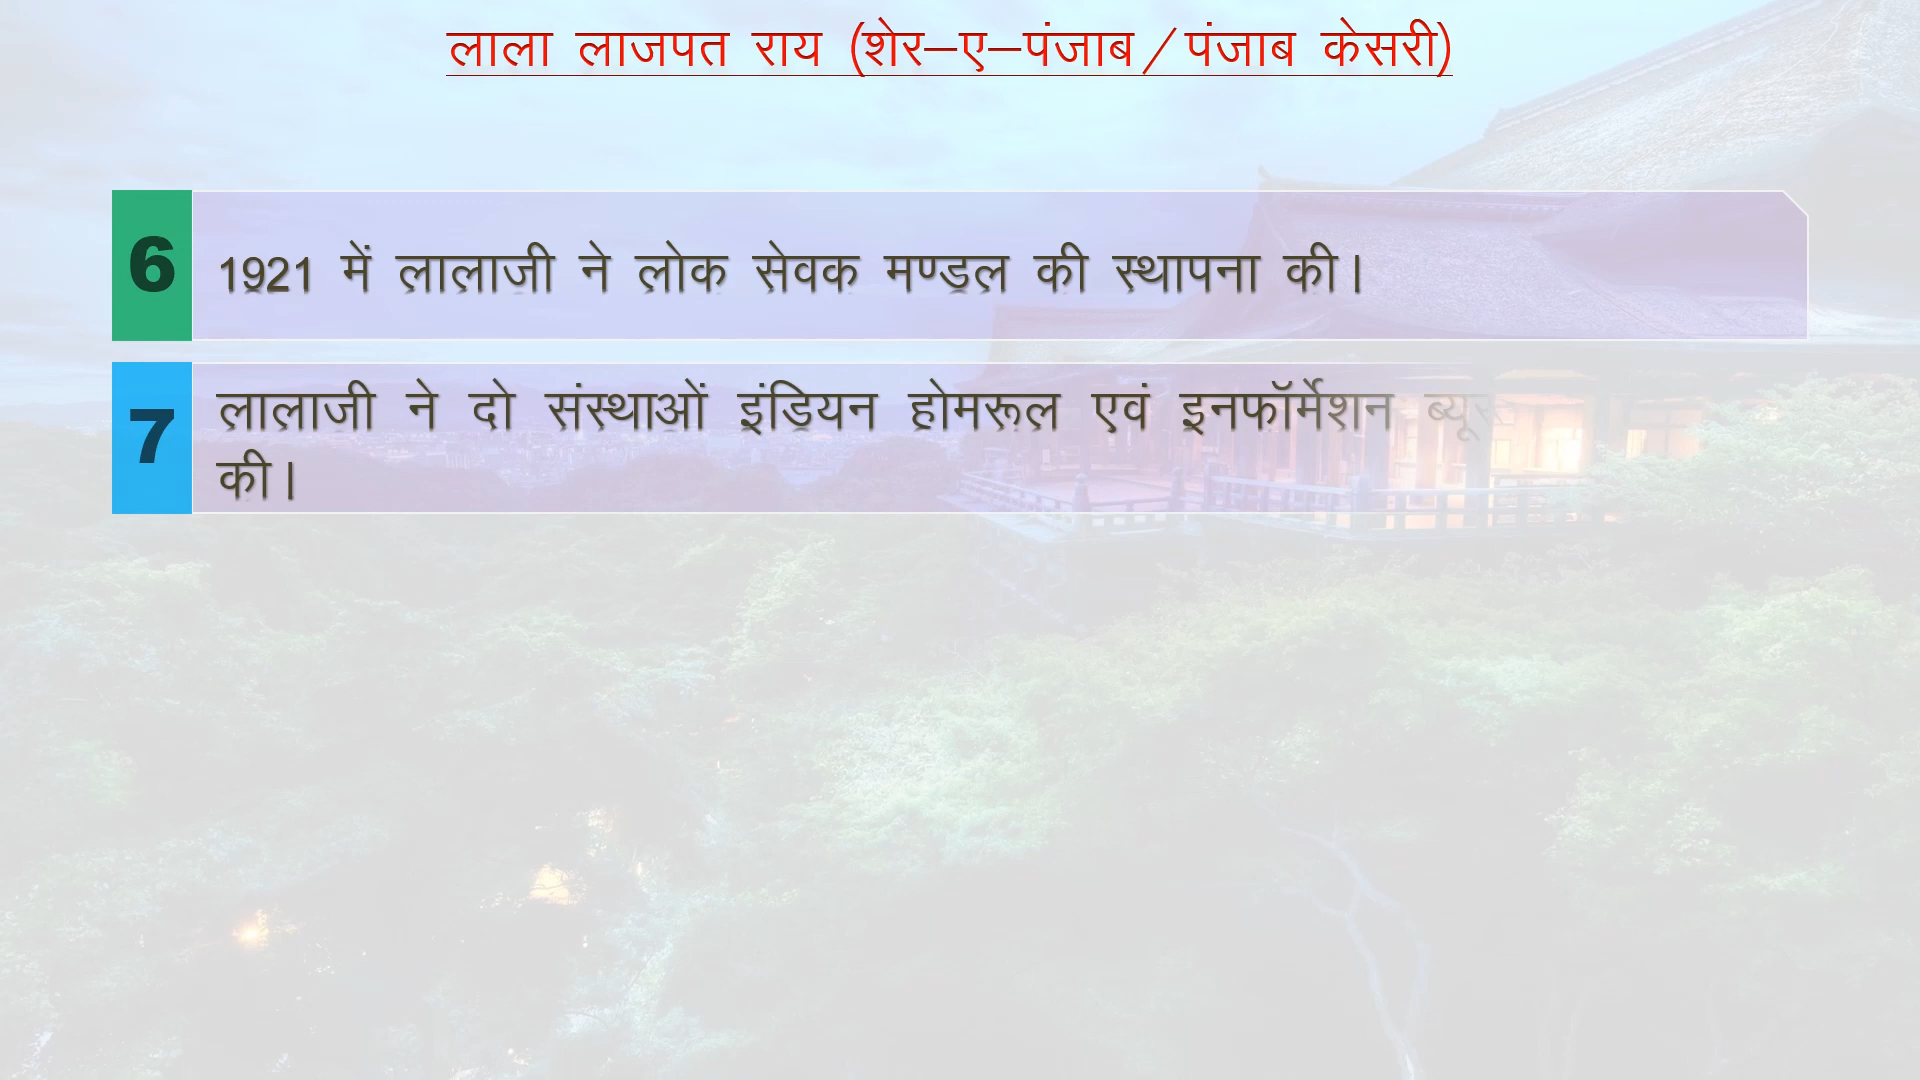 लाला लाजपत राय (शेर–ए–पंजाब/पंजाब केसरी)
6
1921 में लालाजी ने लोक सेवक मण्डल की स्थापना की।
7
लालाजी ने दो संस्थाओं इंडियन होमरूल एवं इनफॉर्मेशन
की।